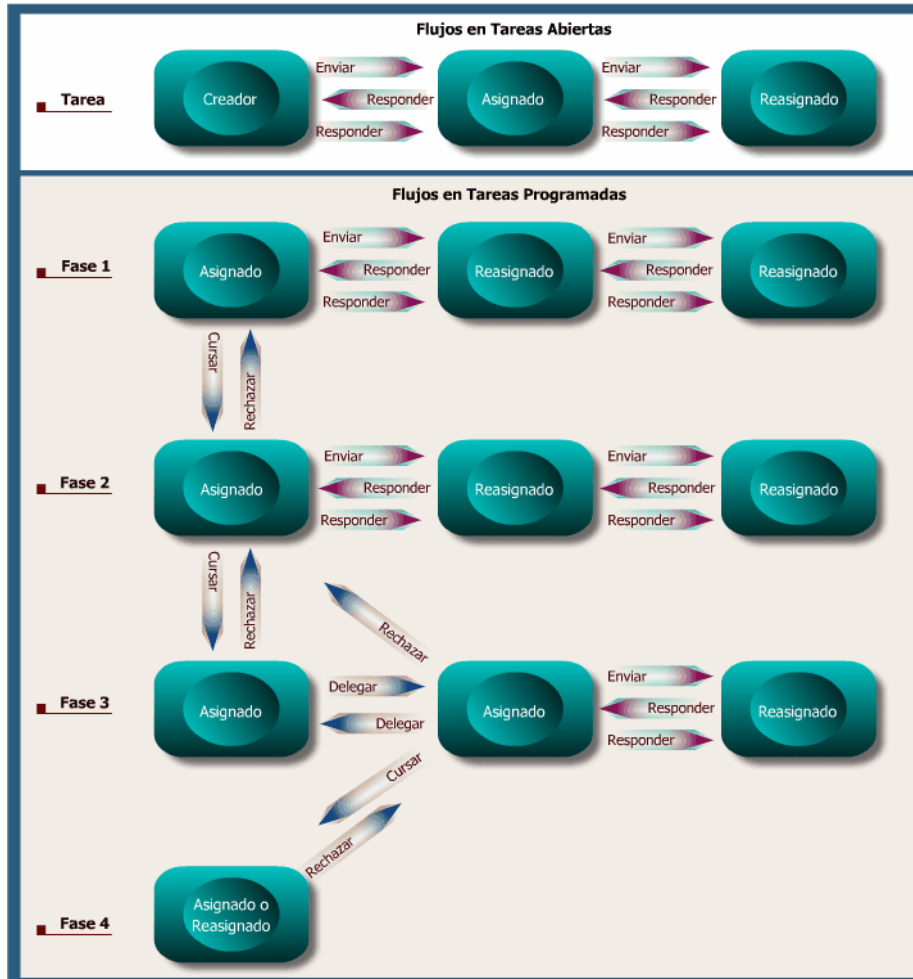 Flujos en Tareas Abiertas
Tarea
Creador
Enviar
Responder
Responder
Asignado
Enviar
Responder
Responder
Reasignado
Flujos en Tareas Programadas
Fase 1
Asignado
Enviar
Responder
Responder
Reasignado
Enviar
Responder
Responder
Reasignado
Cursar
Rechazar
Fase 2
Asignado
Enviar
Responder
Responder
Reasignado
Enviar
Responder
Responder
Reasignado
Cursar
Rechazar
Rechazar
Fase 3
Asignado
Delegar
Delegar
Asignado
Enviar
Responder
Responder
Reasignado
Cursar
Rechazar
Fase 4
Asignado o
Reasignado